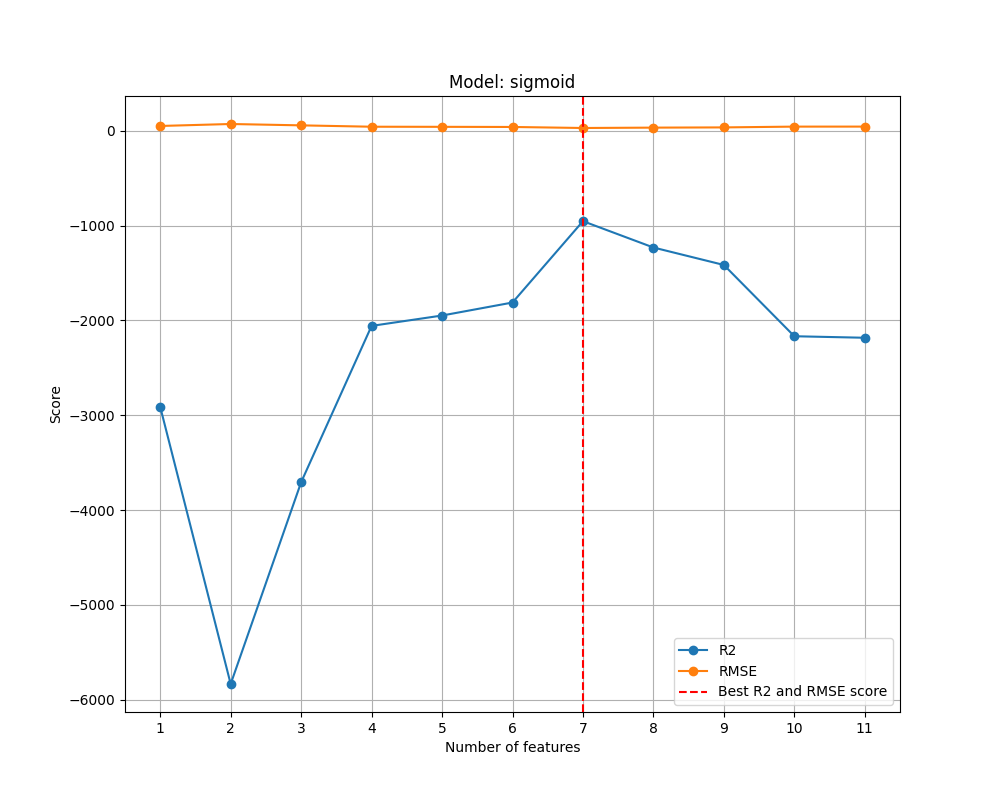 Model: sigmoid
0
−1000
−2000
−3000
−4000
−5000
−6000
Score
R2
RMSE
Best R2 and RMSE score
1 2 3 4 5 6 7 8 9 10 11
Number of features